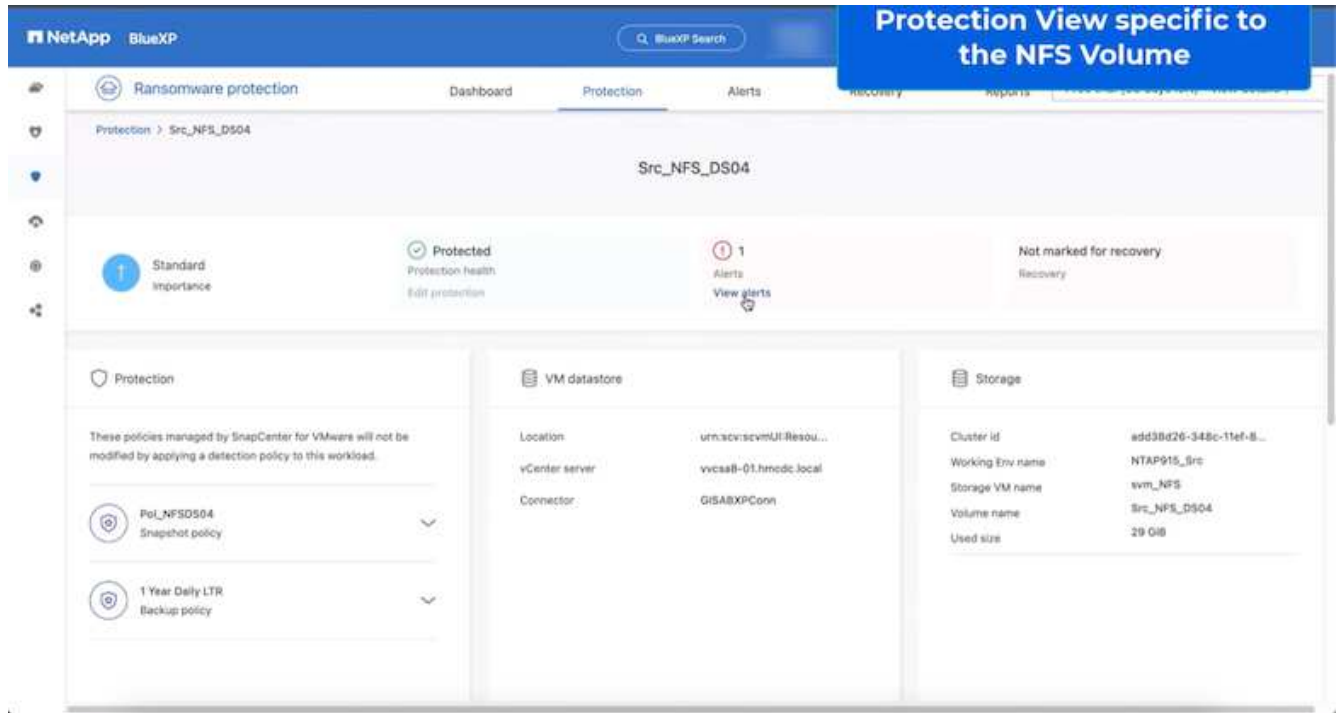 NetApp BlueXP
BlueXP Search
Protection View specific to
the NFS Volume
Ransomware protection
Dashboard
Protection
Alerts
Recovery
Reports
Protection > Src_NFS_DS04
Src_NFS_DS04
Standard
Importance
Protected
Protection health
Edit protection
1
Alerts
View alerts
Not marked for recovery
Recovery
Protection
These policies managed by SnapCenter for VMware will not be
modified by applying a detection policy to this workload.
Pol_NFSDS04
Snapshot policy
1 Year Daily LTR
Backup policy
VM datastore
Location urn:scv:scvmUI:Resou...
vCenter server vvcsa8-01.hmcdc.local
Connector GISABXPConn
Storage
Cluster id add38d26-348c-11ef-8...
Working Env name NTAP915_Src
Storage VM name svm_NFS
Volume name Src_NFS_DS04
Used size 29 GiB